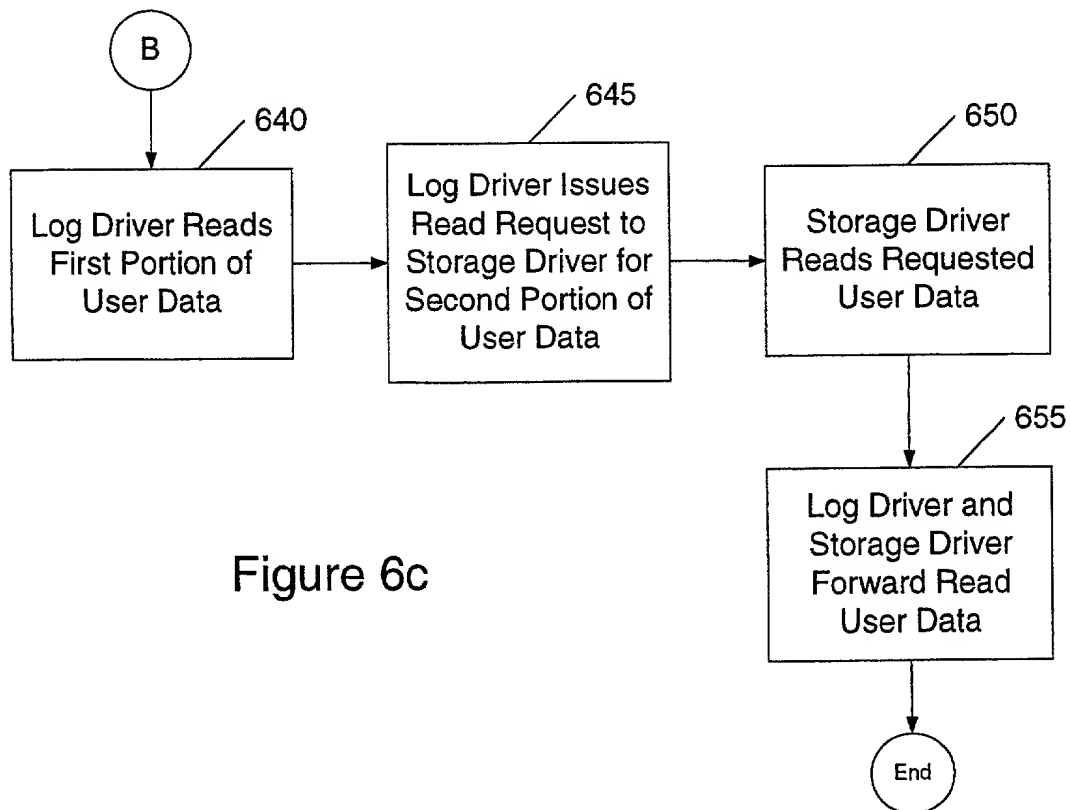 B
640
Log Driver Reads
First Portion of
User Data
645
Log Driver Issues
Read Request to
Storage Driver for
Second Portion of
User Data
650
Storage Driver
Reads Requested
User Data
655
Log Driver and
Storage Driver
Forward Read
User Data
Figure 6c
End